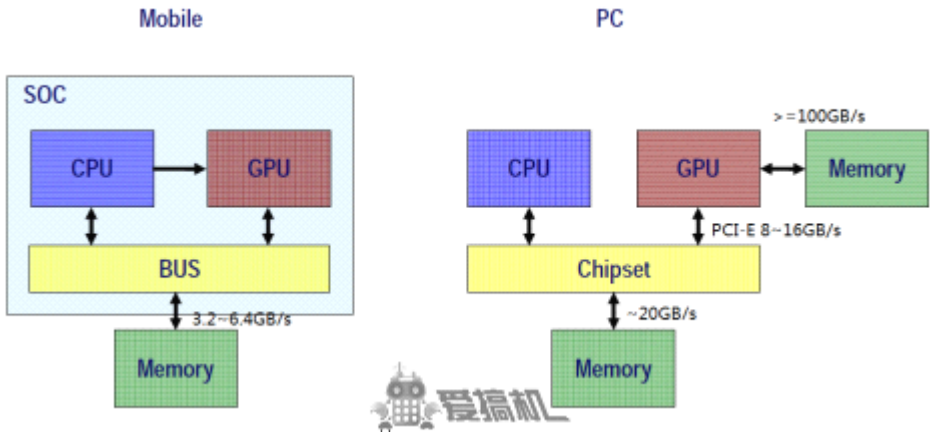 Mobile
PC
SOC
CPU
GPU
BUS
3.2~6.4GB/s
Memory
CPU
GPU
>=100GB/s
Memory
PCI-E 8~16GB/s
Chipset
~20GB/s
Memory
爱搞机